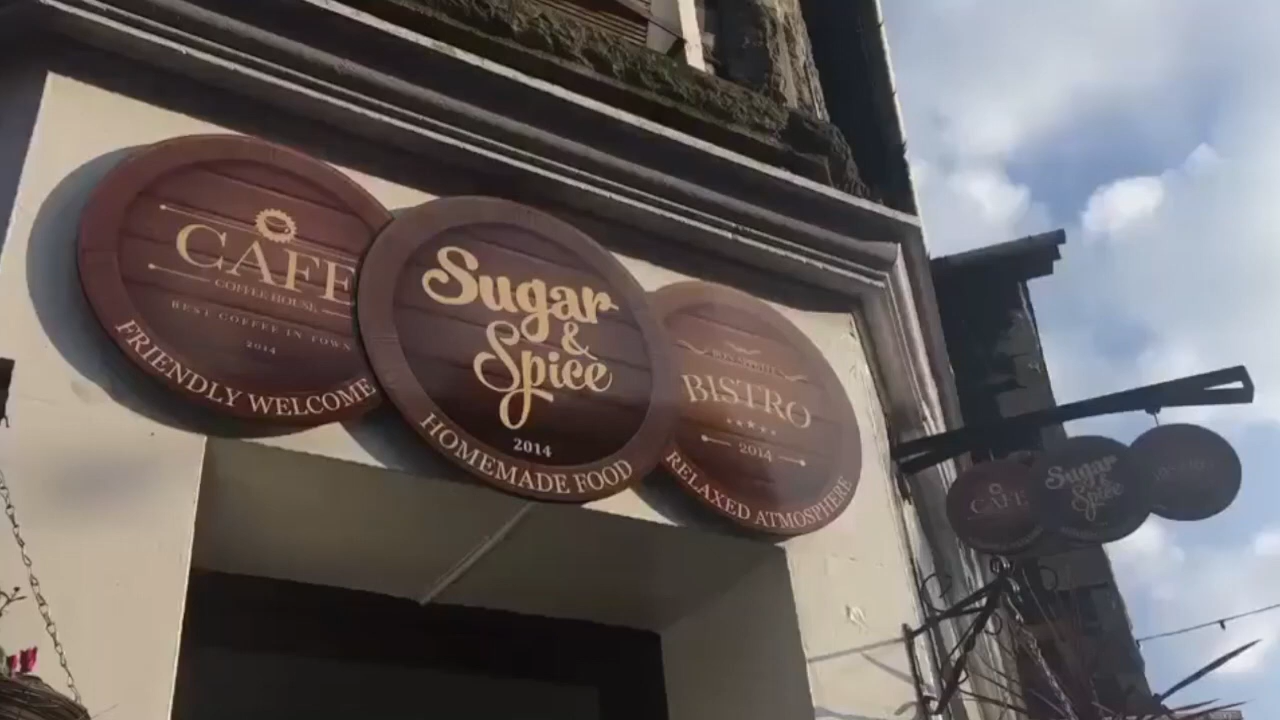 CAFE
COFFEE HOUSE
BEST COFFEE IN TOWN
2014
FRIENDLY WELCOME
Sugar
&
Spice
2014
HOMEMADE FOOD
BISTRO
2014
RELAXED ATMOSPHERE
CAFE
Sugar
&
Spice